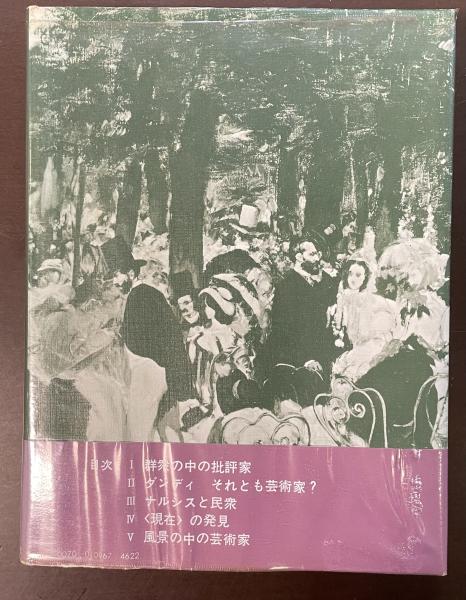 目次 I 群衆の中の批評家
II ダンディ それとも芸術家?
III ナルシスと民衆
IV 〈現在〉の発見
V 風景の中の芸術家
0967 4622